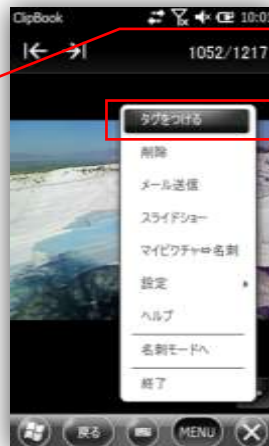 ClipBook 10:03
1052/1217
タグをつける
削除
メール送信
スライドショー
マイピクチャ⇔名刺
設定
ヘルプ
名刺モードへ
終了
戻る MENU